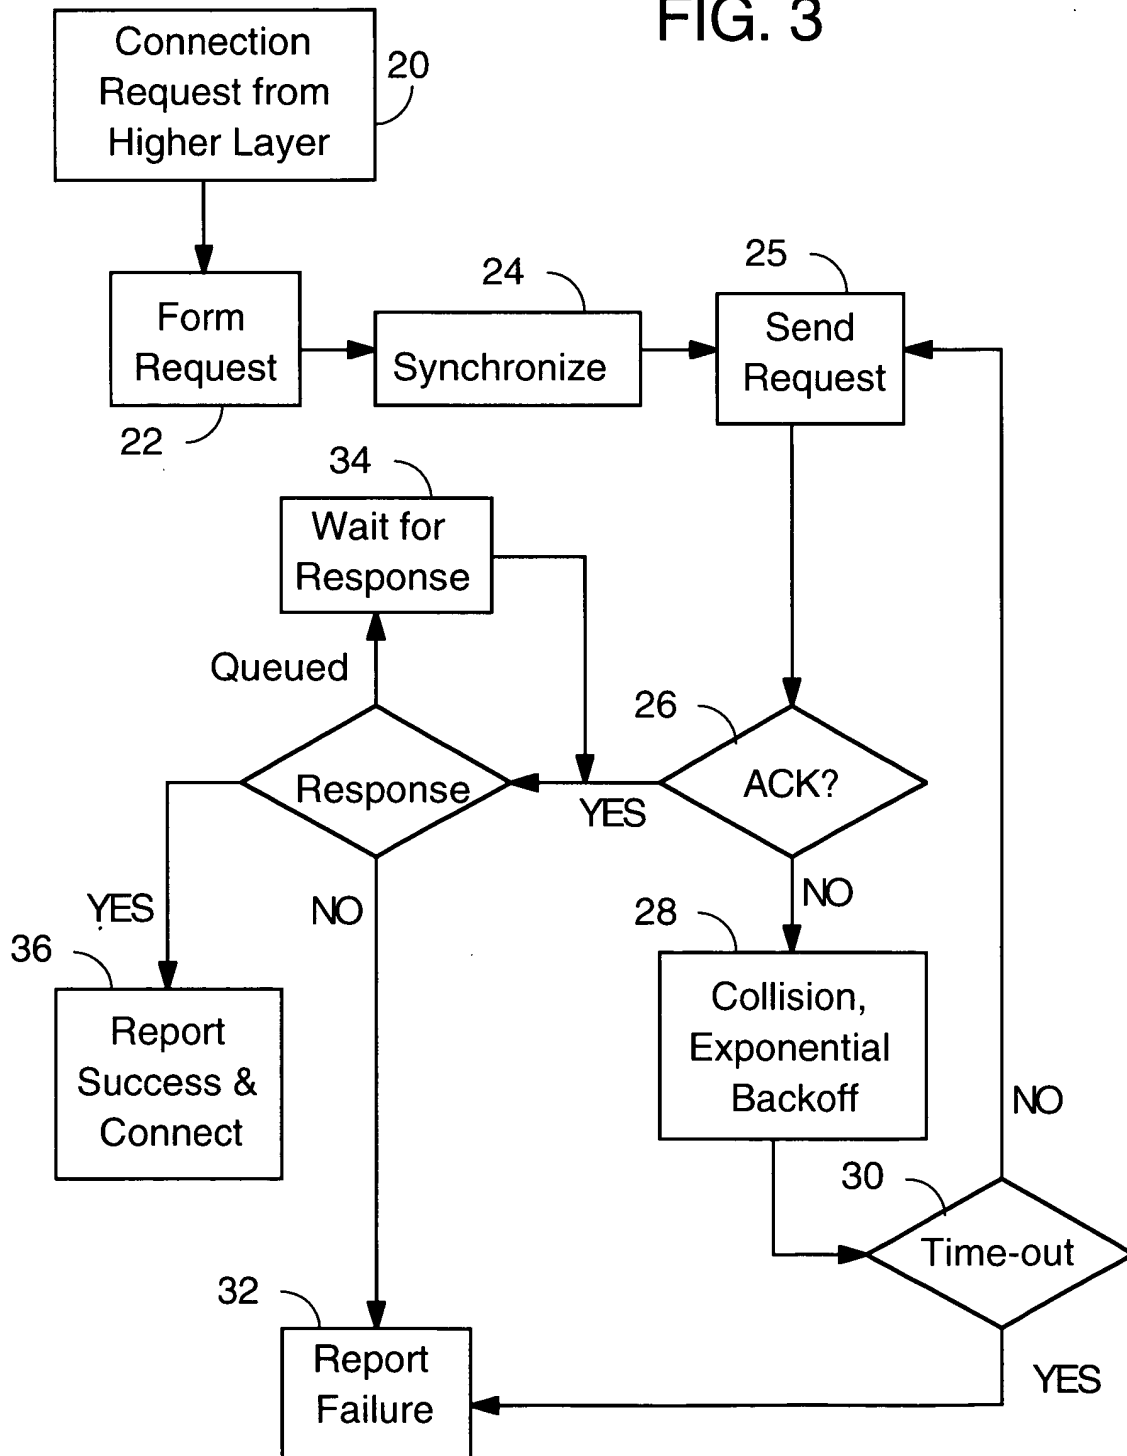 FIG. 3
Connection
Request from
Higher Layer
20
24
25
Form
Request
Synchronize
Send
Request
22
34
Wait for
Response
Queued
26
Response
ACK?
YES
YES
NO
NO
28
36
Report
Success &
Connect
Collision,
Exponential
Backoff
NO
30
Time-out
32
Report
Failure
YES